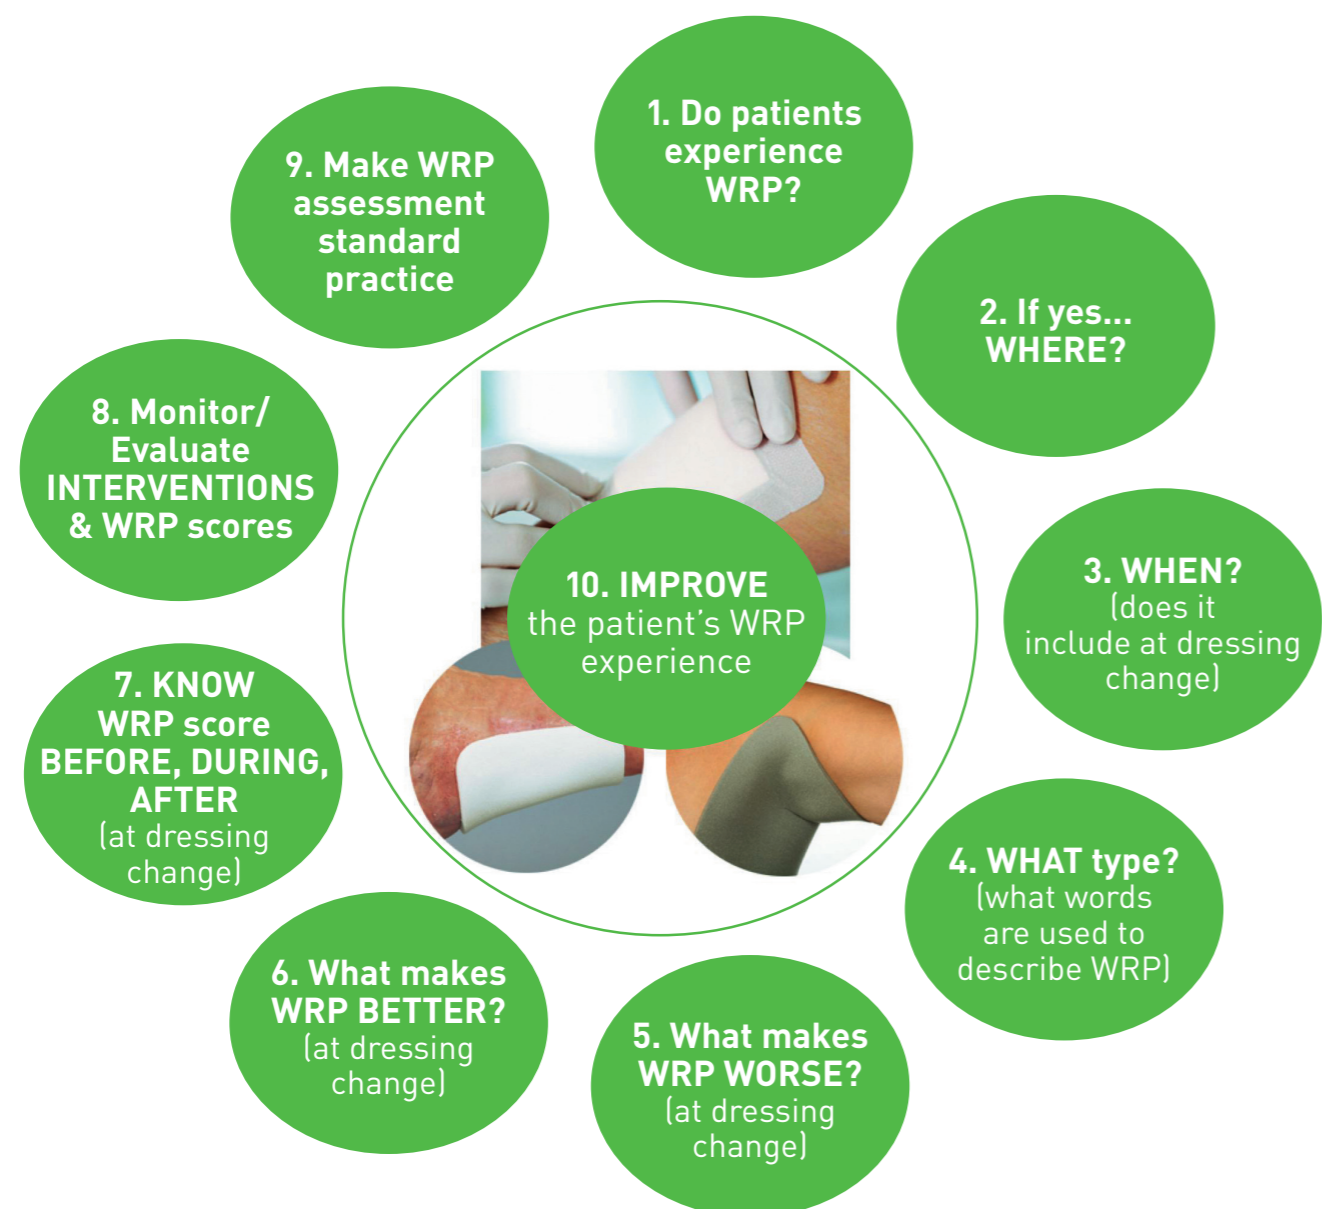 1. Do patients
experience
WRP?
2. If yes...
WHERE?
3. WHEN?
(does it
include at dressing
change)
4. WHAT type?
(what words
are used to
describe WRP)
5. What makes
WRP WORSE?
(at dressing
change)
6. What makes
WRP BETTER?
(at dressing
change)
7. KNOW
WRP score
BEFORE, DURING,
AFTER
(at dressing
change)
8. Monitor/
Evaluate
INTERVENTIONS
& WRP scores
9. Make WRP
assessment
standard
practice
10. IMPROVE
the patient’s WRP
experience